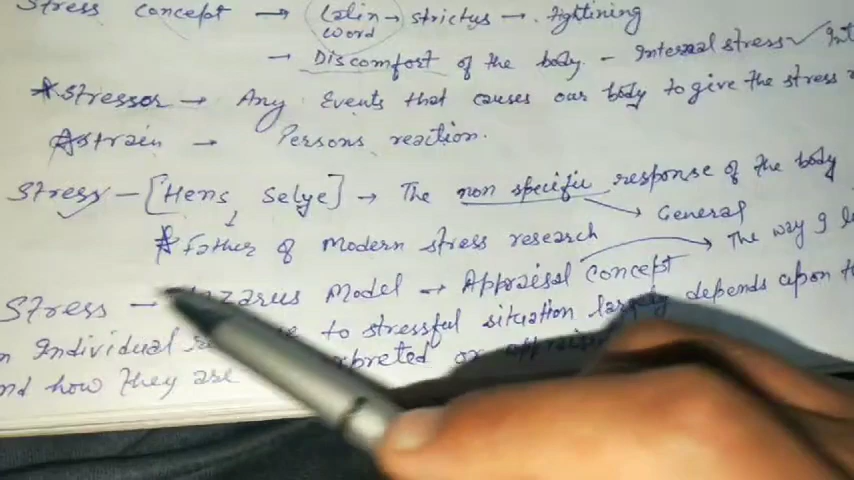 Stress concept → Latin word → strictus → tightining
→ Discomfort of the body. - Internal stress
* Stressor → Any Events that causes our body to give the stress
* Strain → Persons reaction.
Stress - [Hens Selye] → The non specific response of the body
→ General
* Father of Modern stress research
Stress - Lazarus Model → Appraisal concept → The way I
Individual to stressful situation largely depends upon
how they are